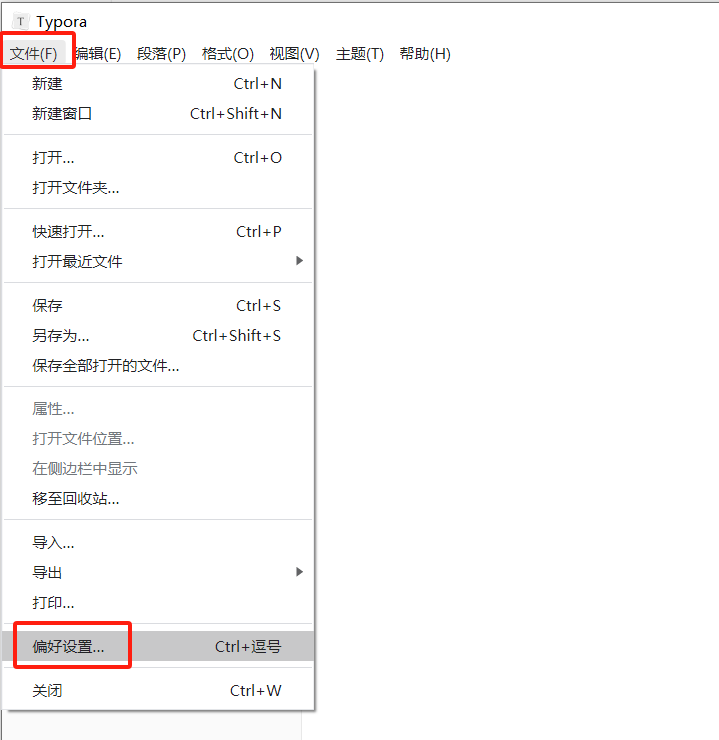 T Typora
文件(F) 编辑(E) 段落(P) 格式(O) 视图(V) 主题(T) 帮助(H)
新建 Ctrl+N
新建窗口 Ctrl+Shift+N
打开... Ctrl+O
打开文件夹...
快速打开... Ctrl+P
打开最近文件
保存 Ctrl+S
另存为... Ctrl+Shift+S
保存全部打开的文件...
属性...
打开文件位置...
在侧边栏中显示
移至回收站...
导入...
导出
打印...
偏好设置... Ctrl+逗号
关闭 Ctrl+W